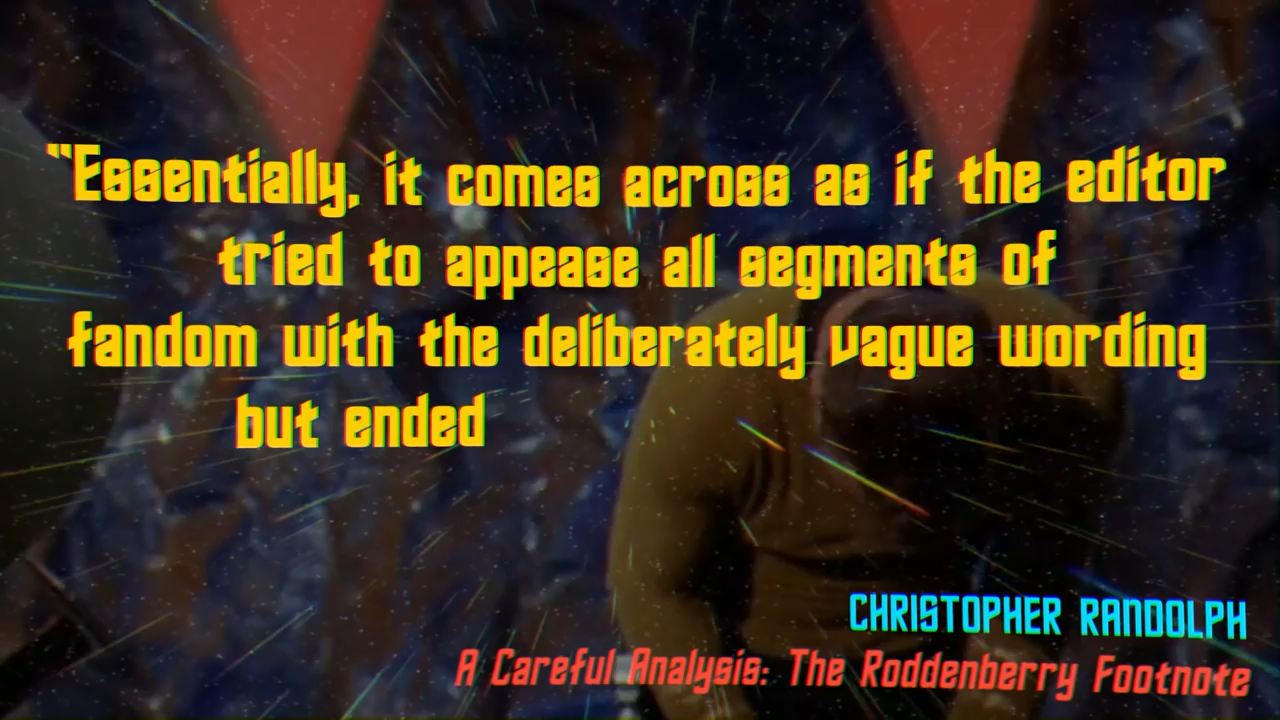 "Essentially, it comes across as if the editor
tried to appease all segments of
fandom with the deliberately vague wording
but ended
CHRISTOPHER RANDOLPH
A Careful Analysis: The Roddenberry Footnote